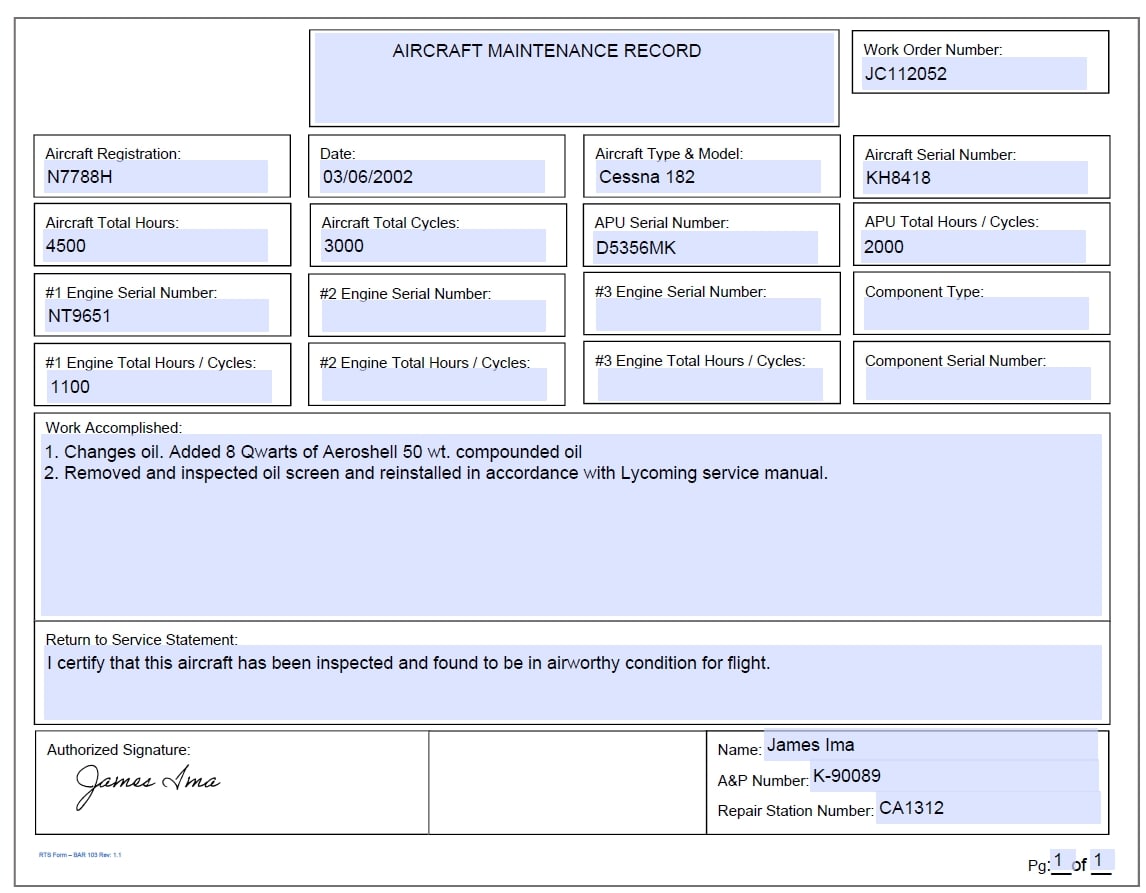 AIRCRAFT MAINTENANCE RECORD
Work Order Number:
JC112052
Aircraft Registration:
N7788H
Date:
03/06/2002
Aircraft Type & Model:
Cessna 182
Aircraft Serial Number:
KH8418
Aircraft Total Hours:
4500
Aircraft Total Cycles:
3000
APU Serial Number:
D5356MK
APU Total Hours / Cycles:
2000
#1 Engine Serial Number:
NT9651
#2 Engine Serial Number:
#3 Engine Serial Number:
Component Type:
#1 Engine Total Hours / Cycles:
1100
#2 Engine Total Hours / Cycles:
#3 Engine Total Hours / Cycles:
Component Serial Number:
Work Accomplished:
1. Changes oil. Added 8 Qwarts of Aeroshell 50 wt. compounded oil
2. Removed and inspected oil screen and reinstalled in accordance with Lycoming service manual.
Return to Service Statement:
I certify that this aircraft has been inspected and found to be in airworthy condition for flight.
Authorized Signature:
James Ima
Name: James Ima
A&P Number: K-90089
Repair Station Number: CA1312
RTS Form – BAR 103 Rev: 1.1
Pg: 1 of 1